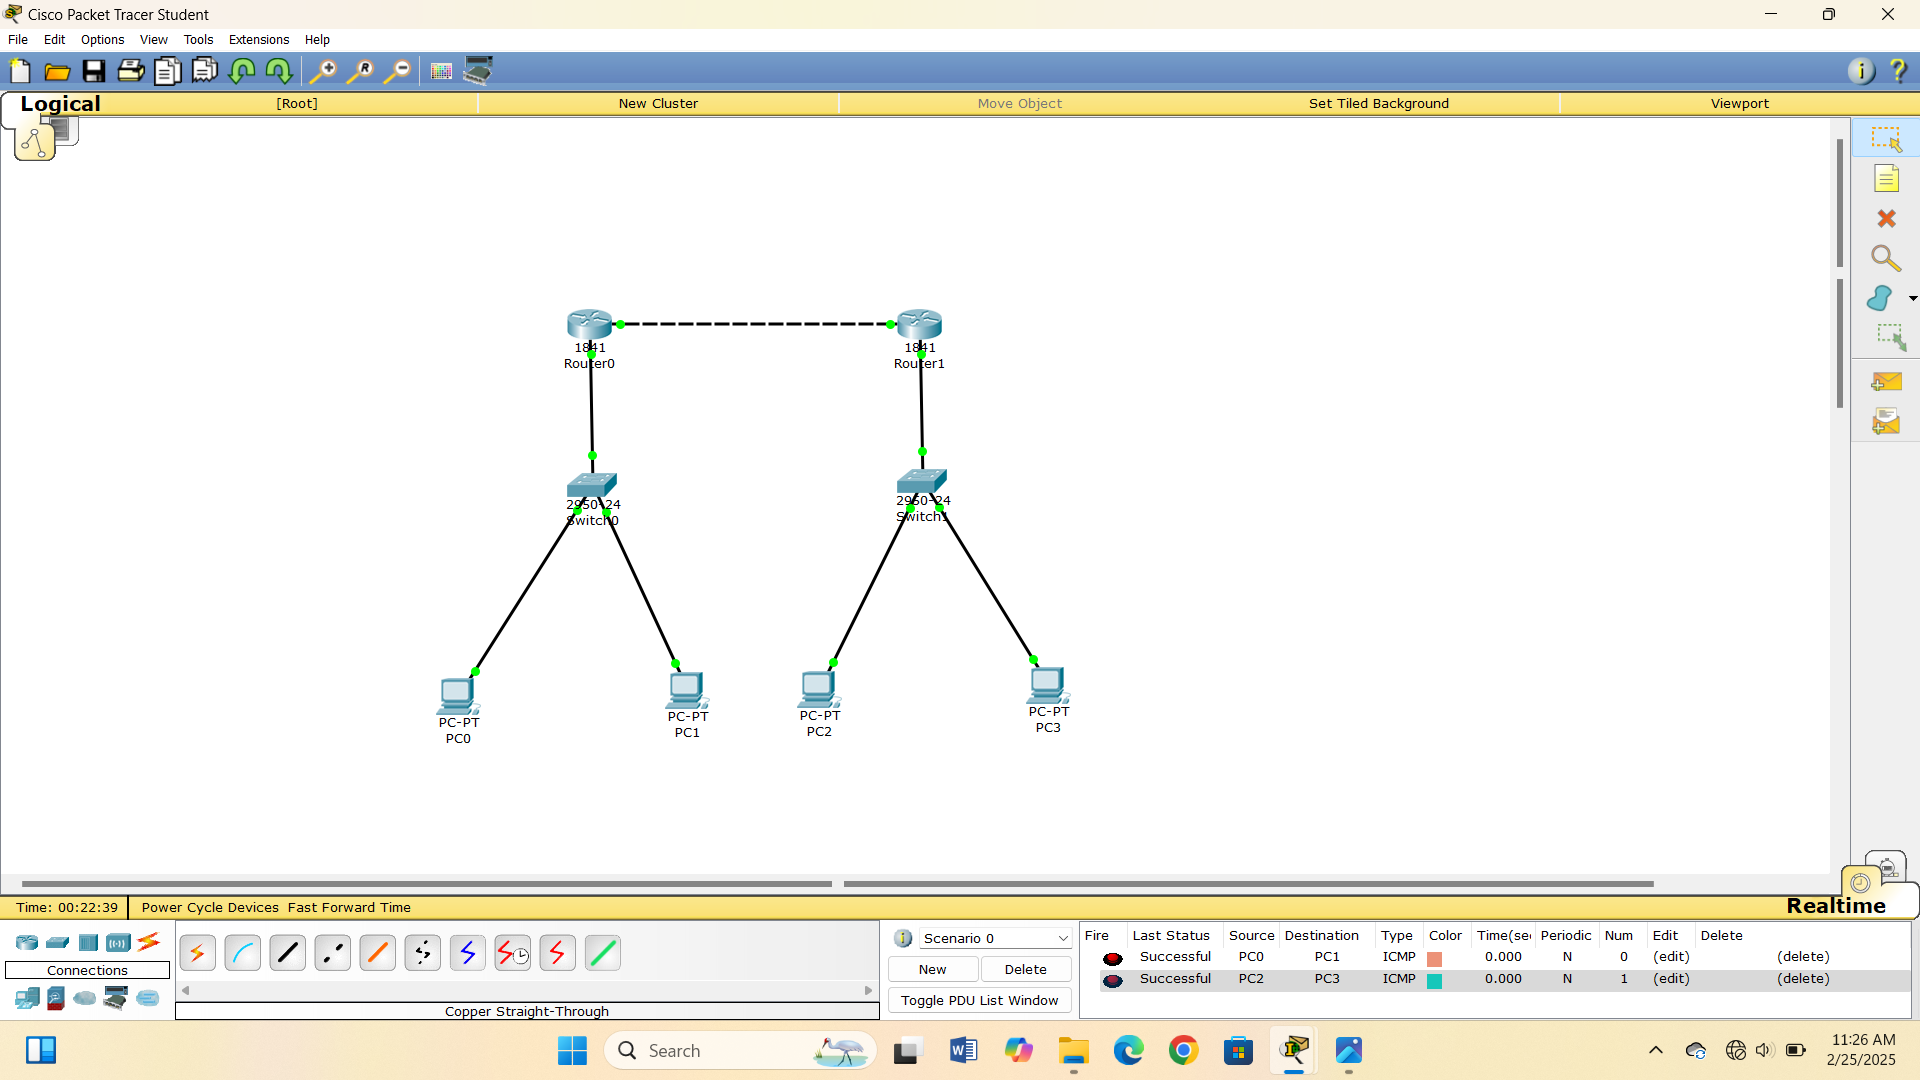 Cisco Packet Tracer Student
File Edit Options View Tools Extensions Help
Logical [Root] New Cluster Move Object Set Tiled Background Viewport
1841
Router0
1841
Router1
2950-24
Switch0
2950-24
Switch1
PC-PT
PC0
PC-PT
PC1
PC-PT
PC2
PC-PT
PC3
Time: 00:22:39 Power Cycle Devices Fast Forward Time Realtime
Connections
Copper Straight-Through
Scenario 0
New Delete
Toggle PDU List Window
Fire Last Status Source Destination Type Color Time(sec Periodic Num Edit Delete
Successful PC0 PC1 ICMP 0.000 N 0 (edit) (delete)
Successful PC2 PC3 ICMP 0.000 N 1 (edit) (delete)
Search
11:26 AM
2/25/2025